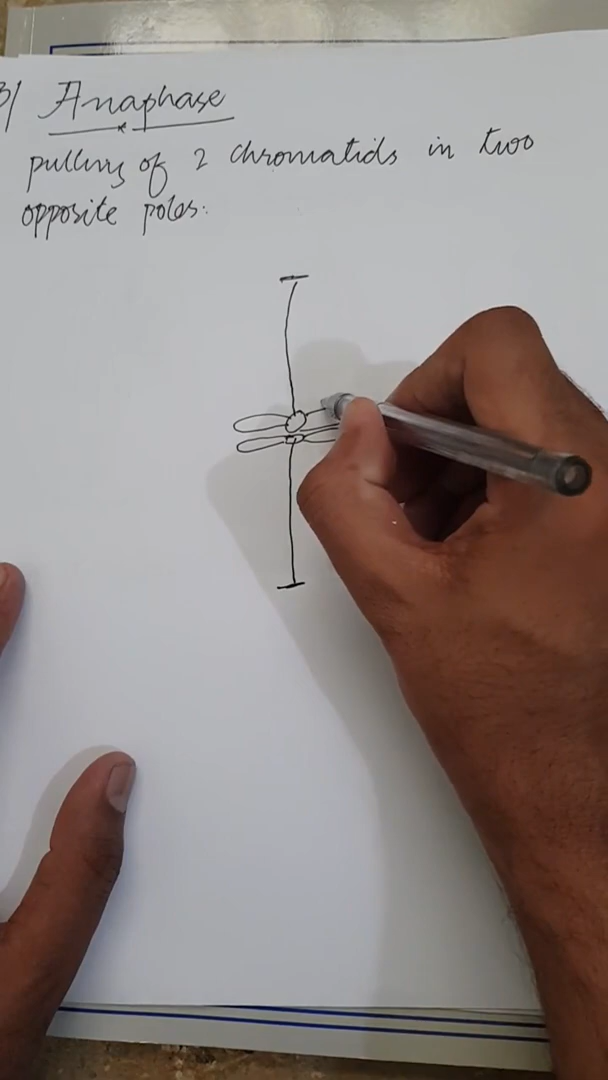 3) Anaphase
pulling of 2 chromatids in two
opposite poles.